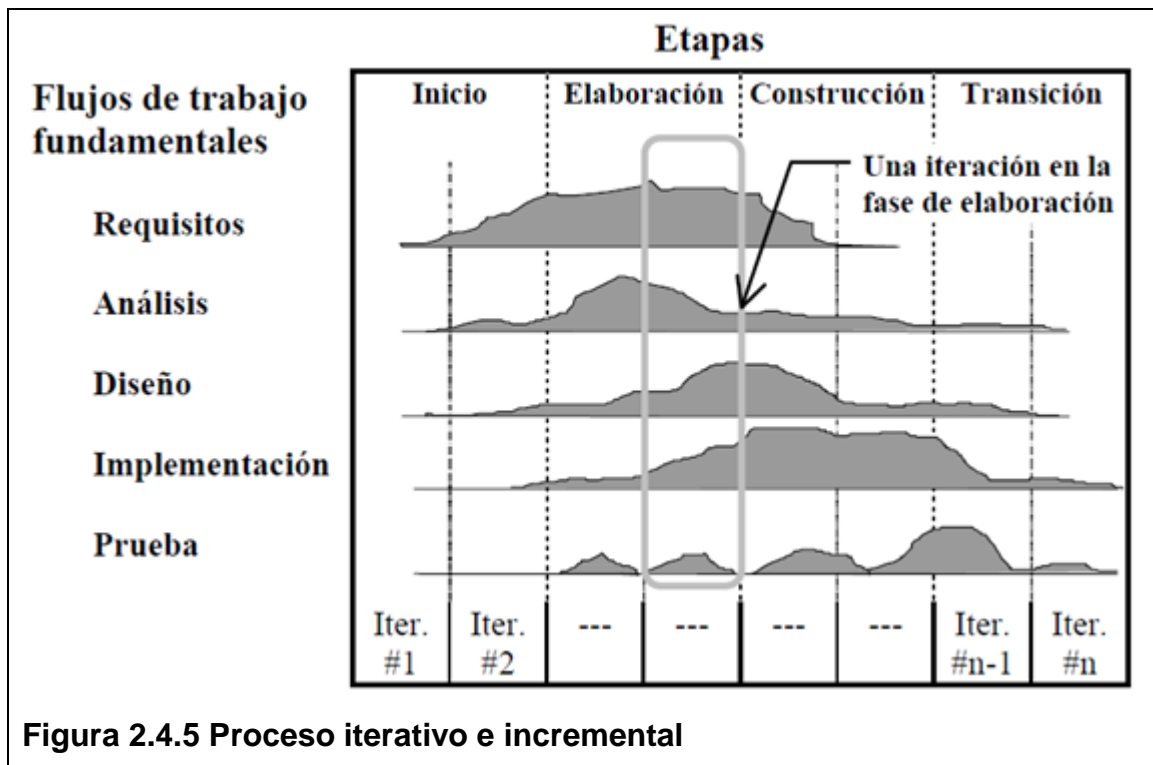 Etapas
Flujos de trabajo
fundamentales
Inicio
Elaboración
Construcción
Transición
Una iteración en la
fase de elaboración
Requisitos
Análisis
Diseño
Implementación
Prueba
Iter.
#1
Iter.
#2
---
---
---
---
Iter.
#n-1
Iter.
#n
Figura 2.4.5 Proceso iterativo e incremental